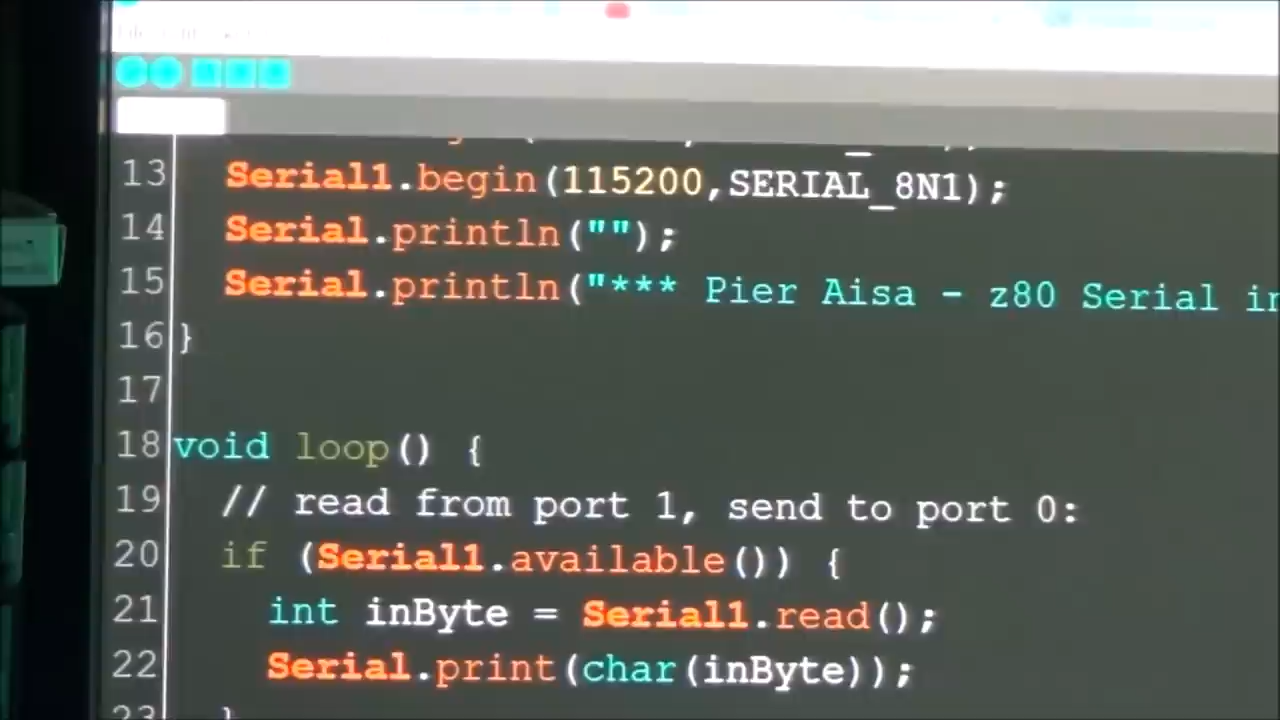 13 Serial1.begin(115200,SERIAL_8N1);
14 Serial.println("");
15 Serial.println("*** Pier Aisa - z80 Serial in
16 }
17
18 void loop() {
19 // read from port 1, send to port 0:
20 if (Serial1.available()) {
21 int inByte = Serial1.read();
22 Serial.print(char(inByte));
23 }